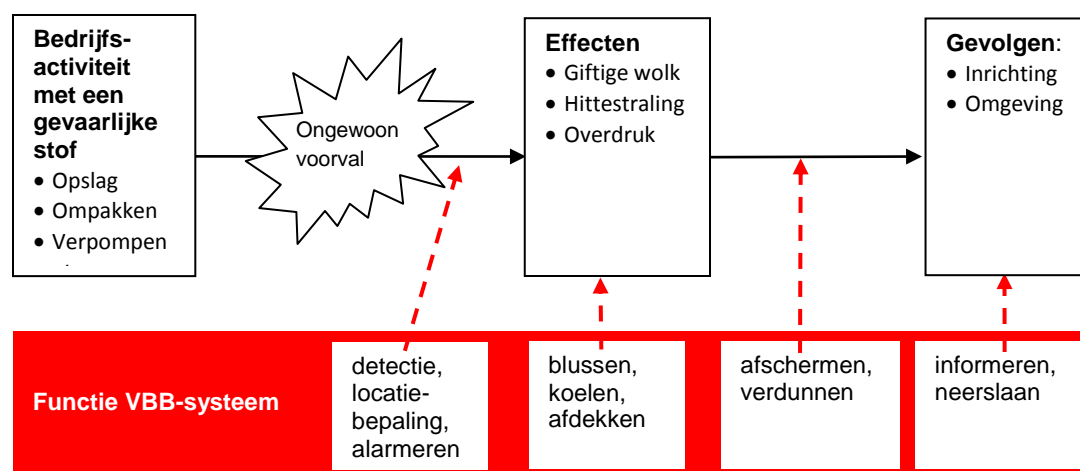 Bedrijfs-
activiteit
met een
gevaarlijke
stof
• Opslag
• Ompakken
• Verpompen
Ongewoon
voorval
Effecten
• Giftige wolk
• Hittestraling
• Overdruk
Gevolgen:
• Inrichting
• Omgeving
Functie VBB-systeem
detectie,
locatie-
bepaling,
alarmeren
blussen,
koelen,
afdekken
afschermen,
verdunnen
informeren,
neerslaan